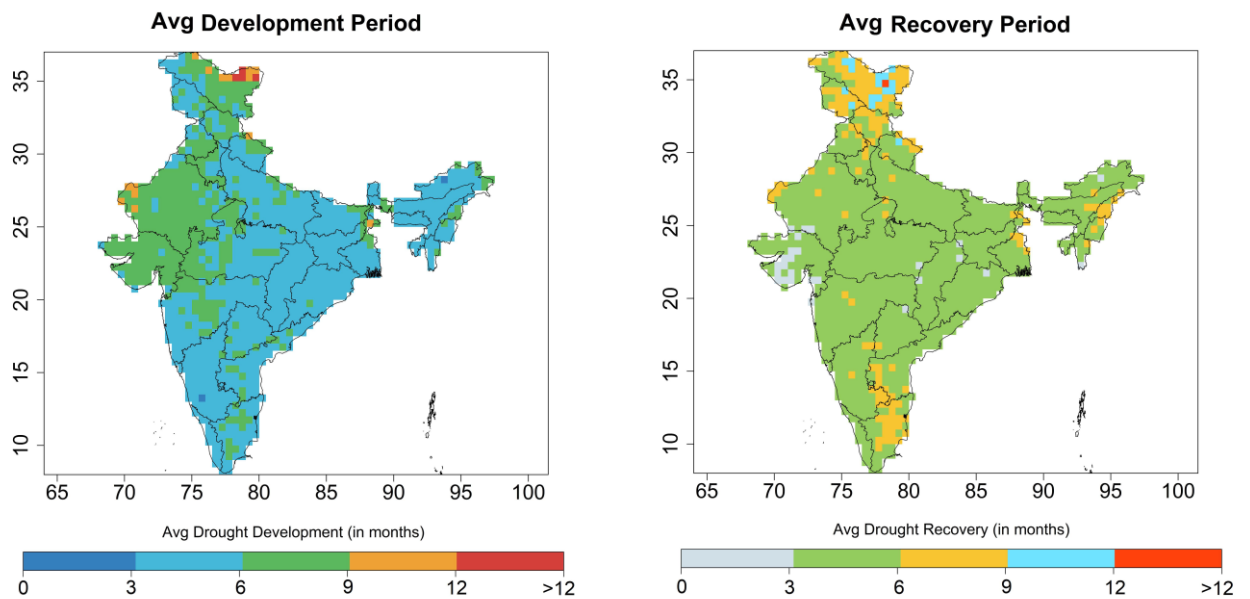 Avg Development Period
35
30
25
20
15
10
65 70 75 80 85 90 95 100
Avg Drought Development (in months)
0 3 6 9 12 >12
Avg Recovery Period
35
30
25
20
15
10
65 70 75 80 85 90 95 100
Avg Drought Recovery (in months)
0 3 6 9 12 >12